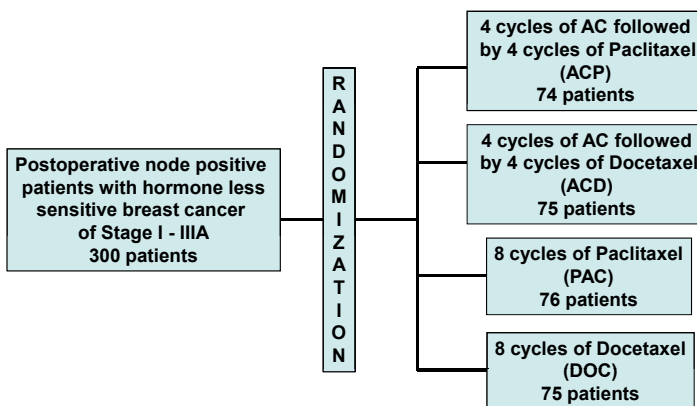 Postoperative node positive
patients with hormone less
sensitive breast cancer
of Stage I - IIIA
300 patients
RANDOMIZATION
4 cycles of AC followed
by 4 cycles of Paclitaxel
(ACP)
74 patients
4 cycles of AC followed
by 4 cycles of Docetaxel
(ACD)
75 patients
8 cycles of Paclitaxel
(PAC)
76 patients
8 cycles of Docetaxel
(DOC)
75 patients